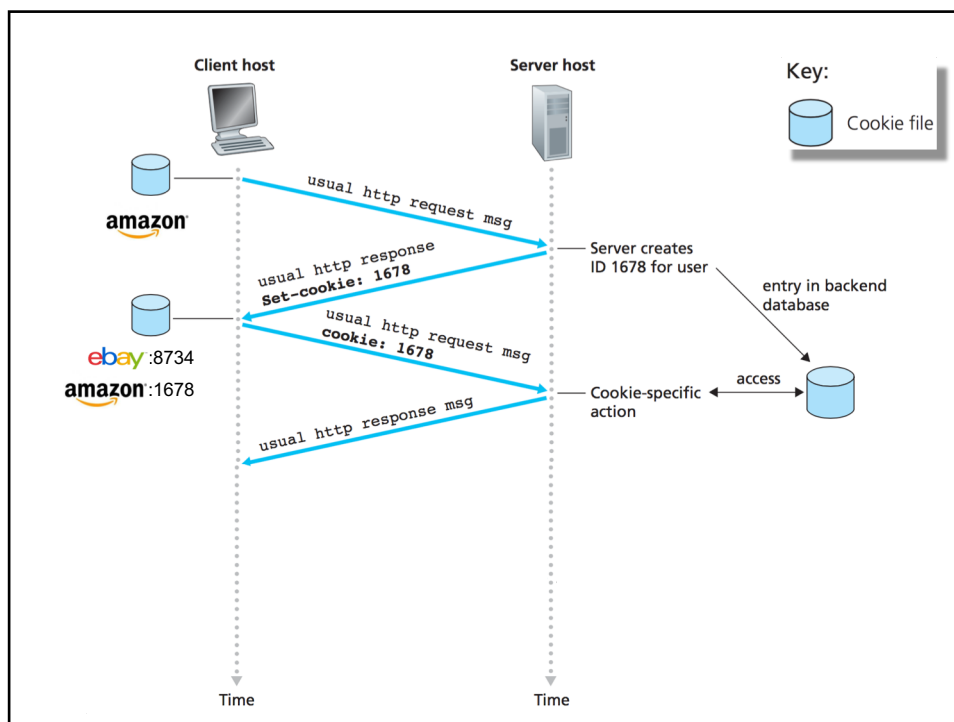 Client host
Server host
Key:
Cookie file
amazon
usual http request msg
Server creates
ID 1678 for user
usual http response
Set-cookie: 1678
entry in backend
database
usual http request msg
cookie: 1678
ebay:8734
amazon:1678
Cookie-specific
action
access
usual http response msg
Time
Time